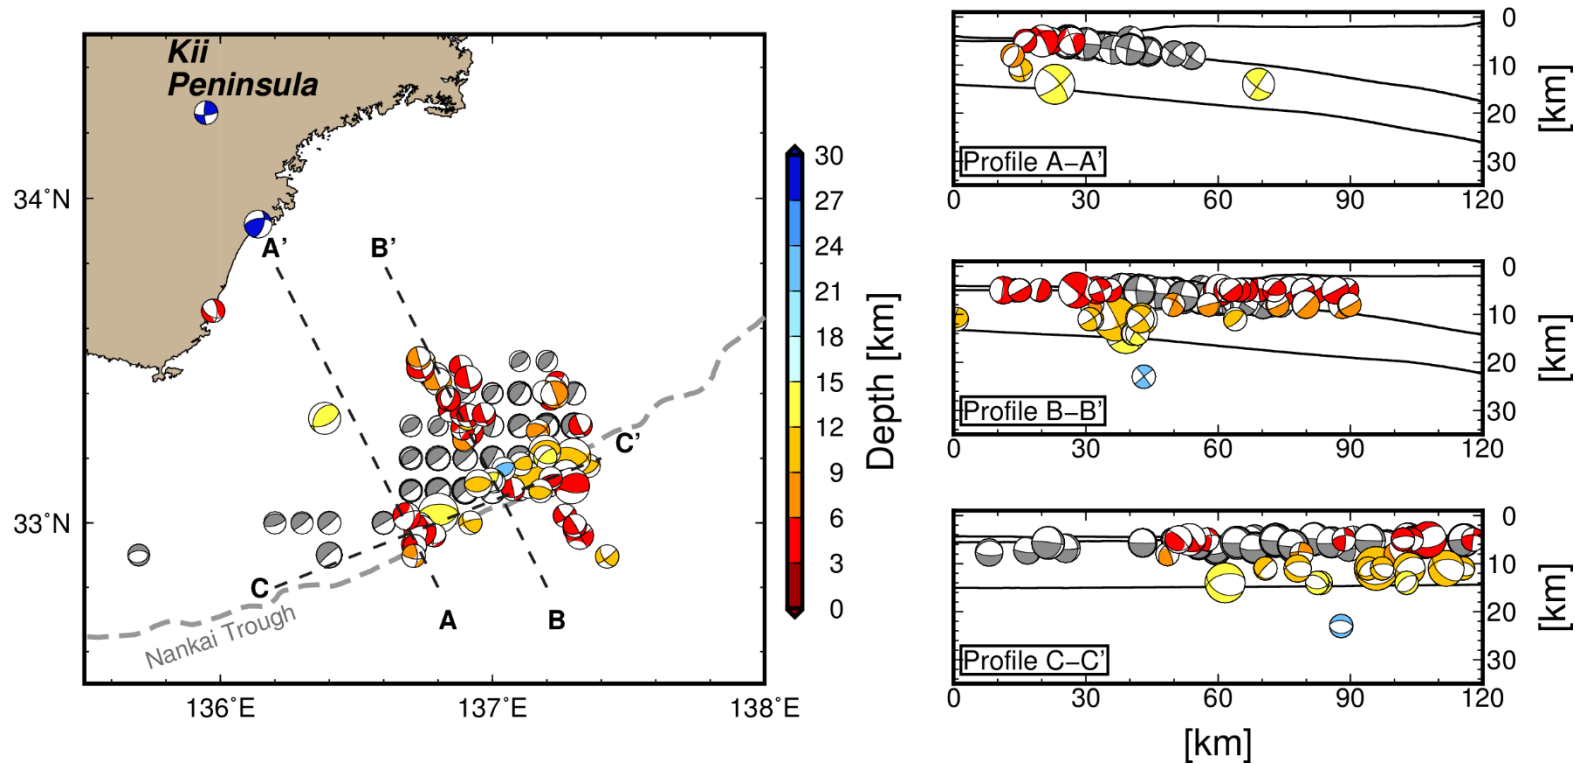 Kii
Peninsula
34°N
33°N
136°E
137°E
138°E
A'
B'
C'
C
A
B
Nankai Trough
30
27
24
21
18
15
12
9
6
3
0
Depth [km]
0
10
20
30
[km]
Profile A–A'
0
30
60
90
120
0
10
20
30
[km]
Profile B–B'
0
30
60
90
120
0
10
20
30
[km]
Profile C–C'
0
30
60
90
120
[km]